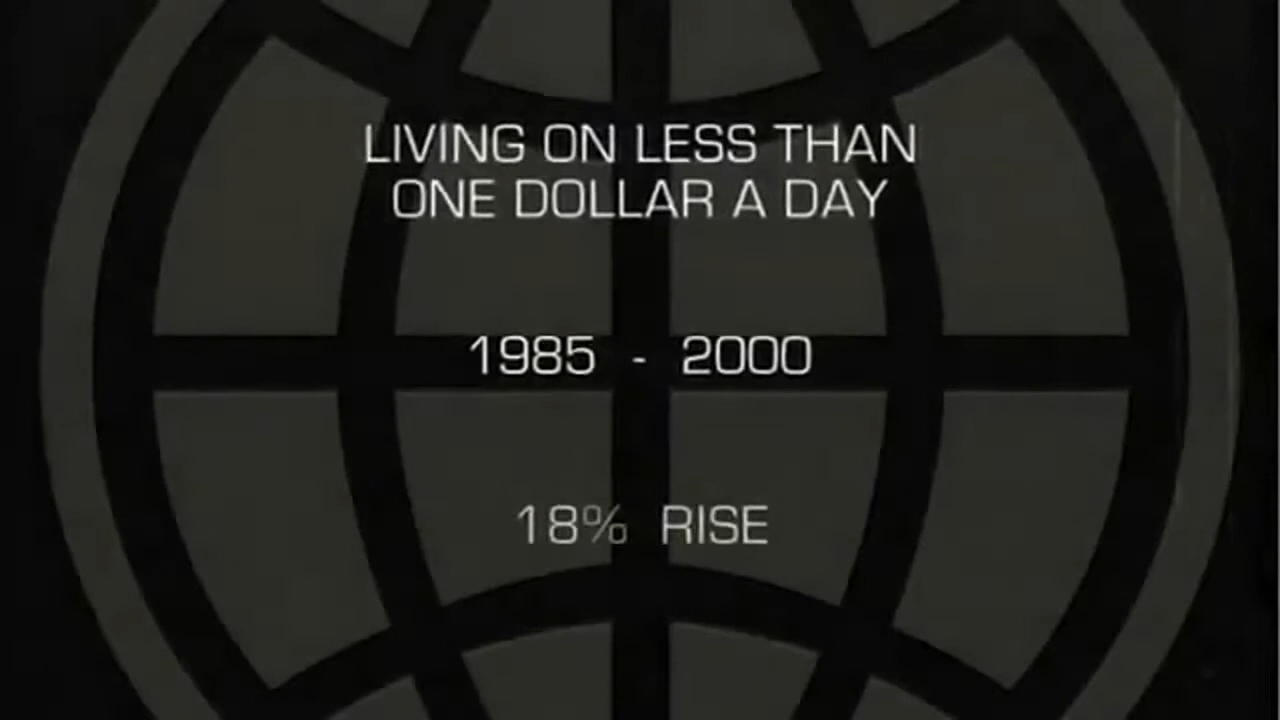 LIVING ON LESS THAN
ONE DOLLAR A DAY
1985 - 2000
18% RISE